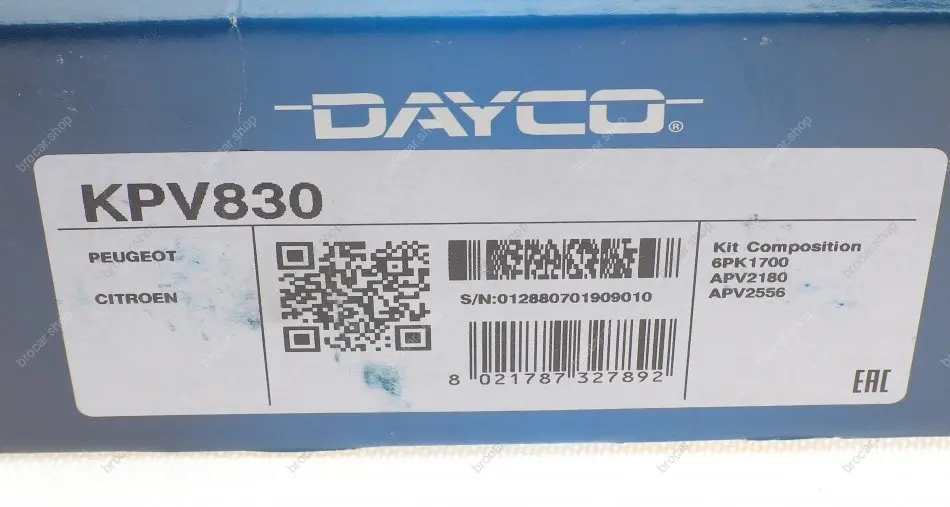 DAYCO®
KPV830
PEUGEOT
CITROEN
S/N:012880701909010
8 021787 327892
Kit Composition
6PK1700
APV2180
APV2556
EAC
brocar.shop